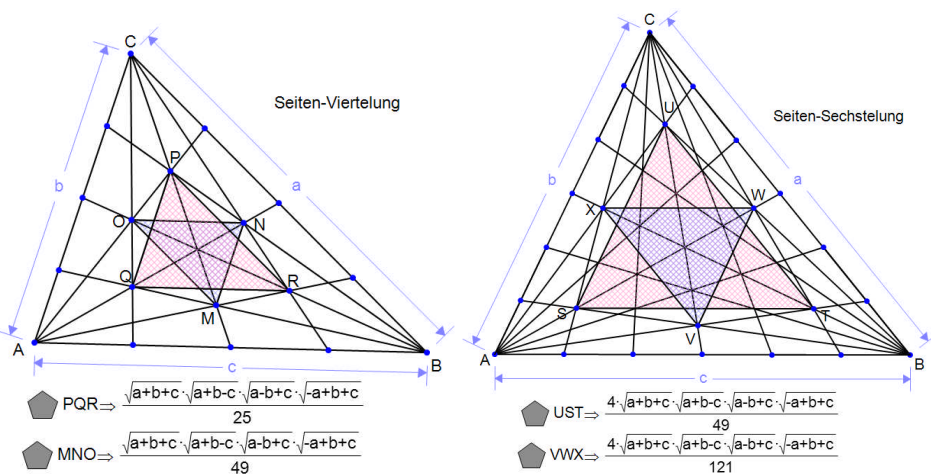 Seiten-Viertelung
C
P
b
a
O
N
Q
R
M
A
B
c
PQR⇒ √a+b+c·√a+b-c·√a-b+c·√-a+b+c
25
MNO⇒ √a+b+c·√a+b-c·√a-b+c·√-a+b+c
49
Seiten-Sechstelung
C
U
b
a
X
W
S
T
V
A
B
c
UST⇒ 4·√a+b+c·√a+b-c·√a-b+c·√-a+b+c
49
VWX⇒ 4·√a+b+c·√a+b-c·√a-b+c·√-a+b+c
121